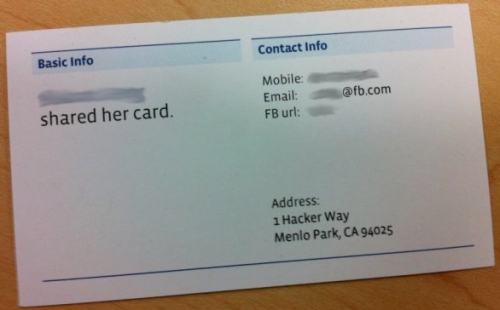 Basic Info
shared her card.
Contact Info
Mobile:
Email: @fb.com
FB url:
Address:
1 Hacker Way
Menlo Park, CA 94025